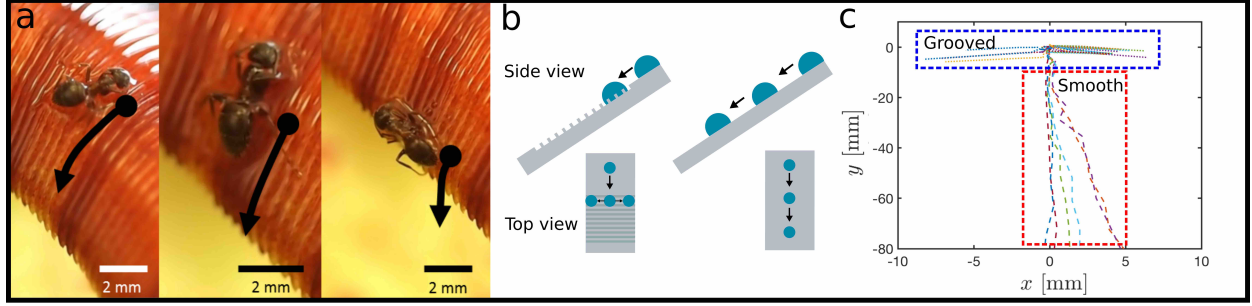 a
2 mm
2 mm
2 mm
b
Side view
Top view
c
Grooved
Smooth
0
-20
-40
-60
-80
y [mm]
-10
-5
0
5
10
x [mm]